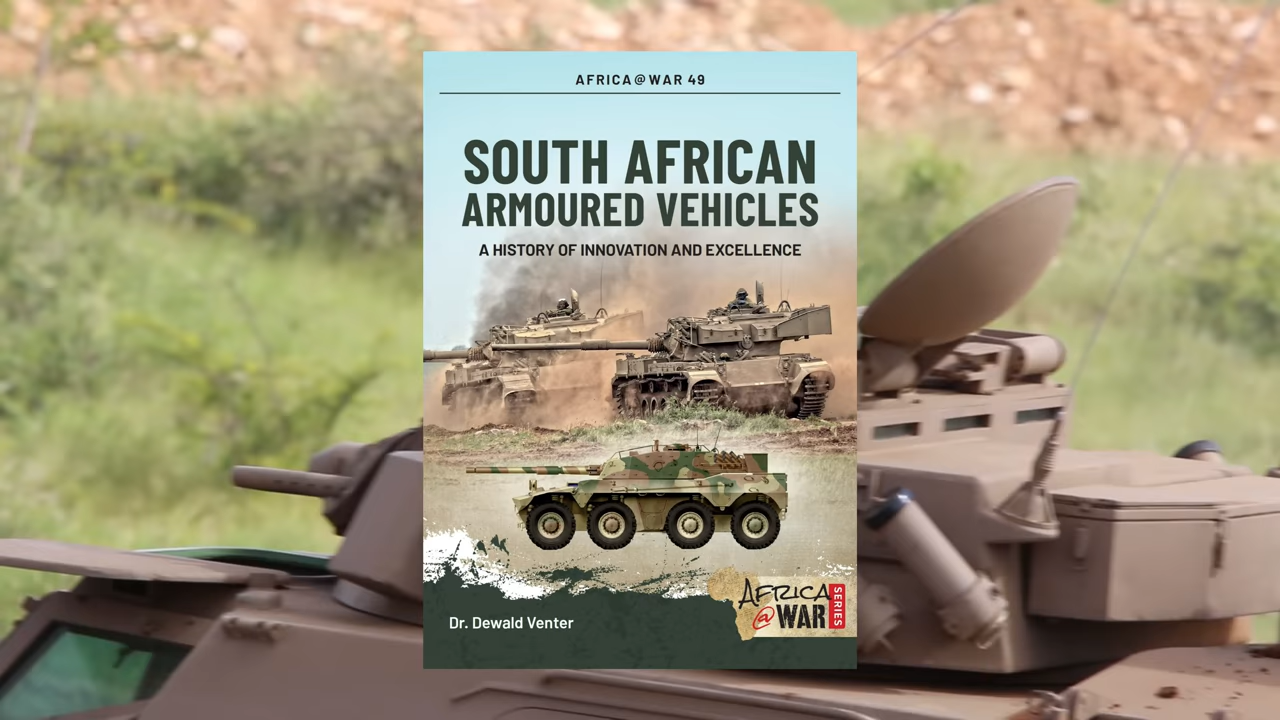 AFRICA@WAR 49
SOUTH AFRICAN
ARMOURED VEHICLES
A HISTORY OF INNOVATION AND EXCELLENCE
Dr. Dewald Venter
AFRICA
@WAR
SERIES